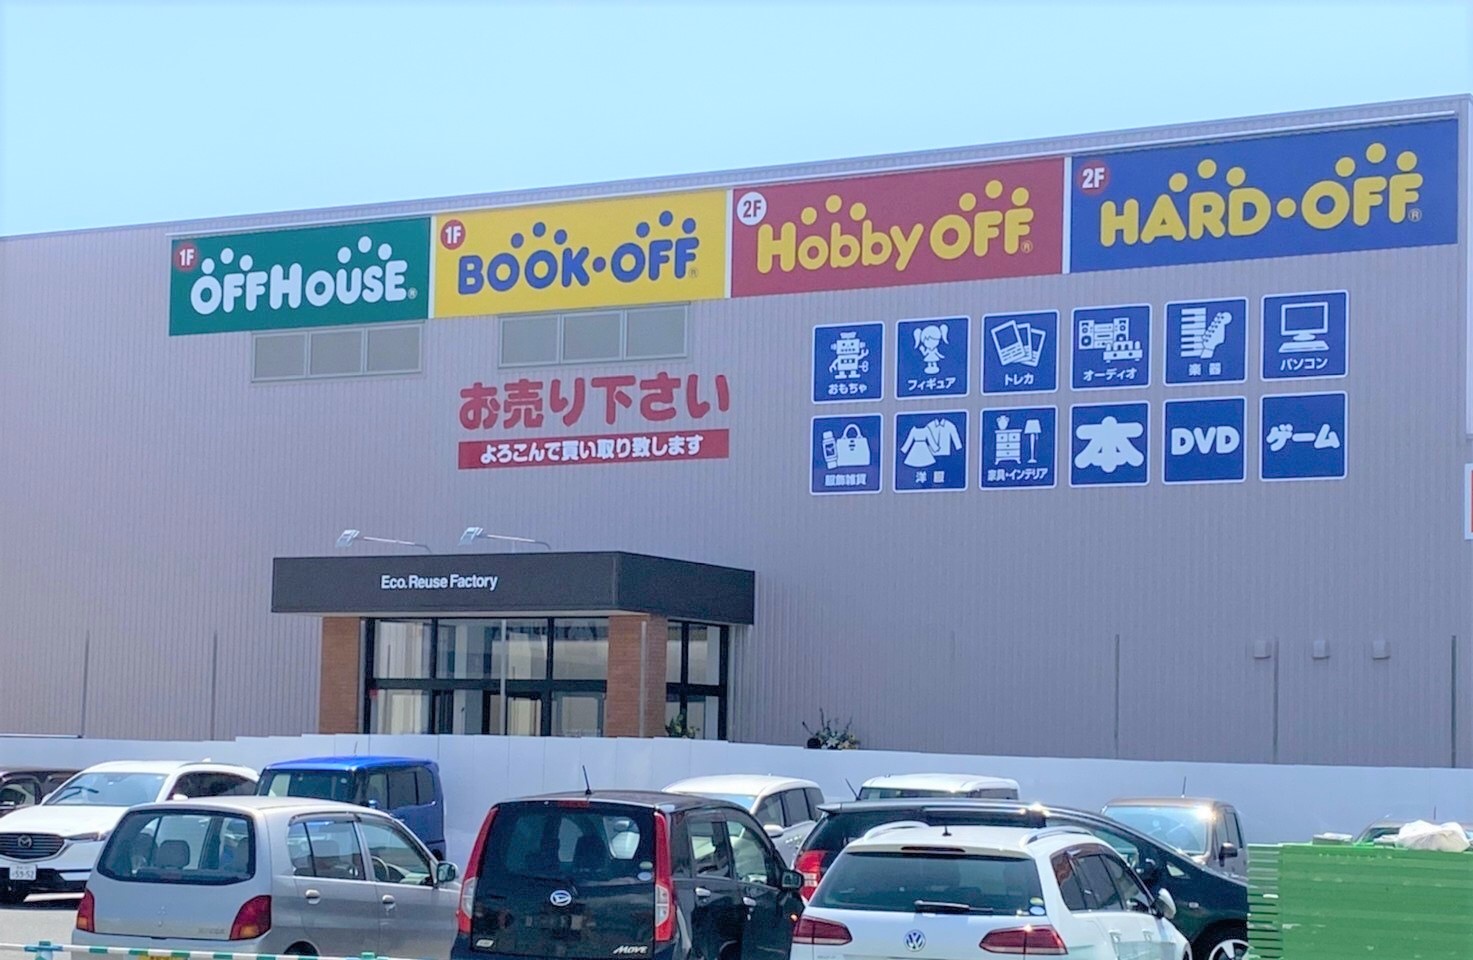 1F
OFFHOUSE®
1F
BOOK・OFF®
2F
Hobby OFF®
2F
HARD・OFF®
お売り下さい
よろこんで買い取り致します
おもちゃ
フィギュア
トレカ
オーディオ
楽器
パソコン
服飾雑貨
洋服
家具・インテリア
本
DVD
ゲーム
Eco.Reuse Factory
59-52
MOVE